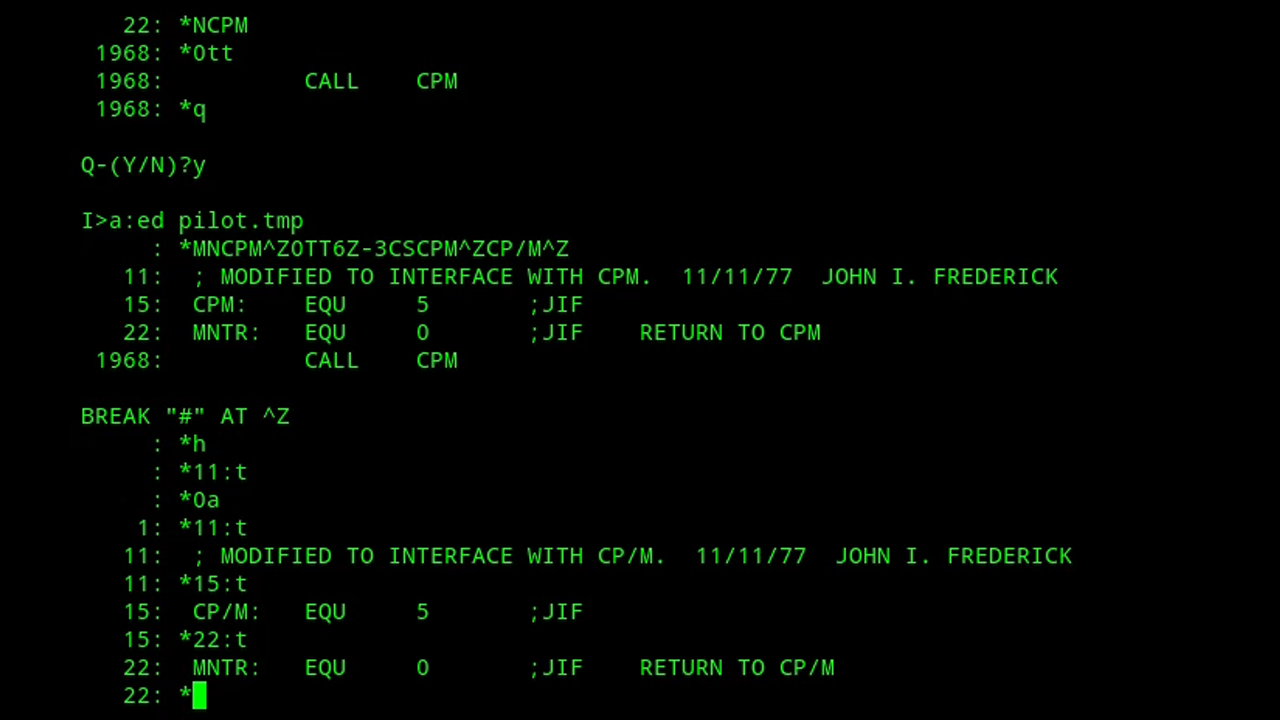 22: *NCPM
1968: *0tt
1968: CALL CPM
1968: *q
Q-(Y/N)?y
I>a:ed pilot.tmp
: *MNCPM^Z0TT6Z-3CSCPM^ZCP/M^Z
11: ; MODIFIED TO INTERFACE WITH CPM. 11/11/77 JOHN I. FREDERICK
15: CPM: EQU 5 ;JIF
22: MNTR: EQU 0 ;JIF RETURN TO CPM
1968: CALL CPM
BREAK "#" AT ^Z
: *h
: *11:t
: *0a
1: *11:t
11: ; MODIFIED TO INTERFACE WITH CP/M. 11/11/77 JOHN I. FREDERICK
11: *15:t
15: CP/M: EQU 5 ;JIF
15: *22:t
22: MNTR: EQU 0 ;JIF RETURN TO CP/M
22: *